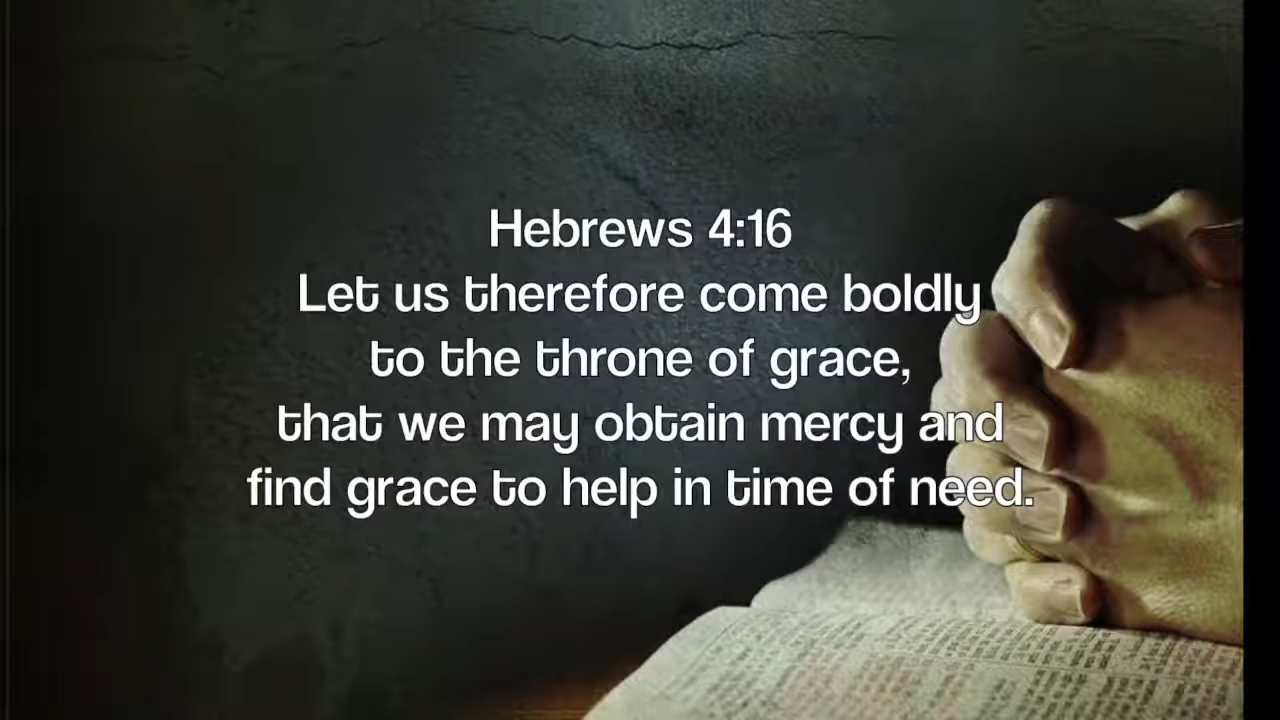 Hebrews 4:16
Let us therefore come boldly
to the throne of grace,
that we may obtain mercy and
find grace to help in time of need.